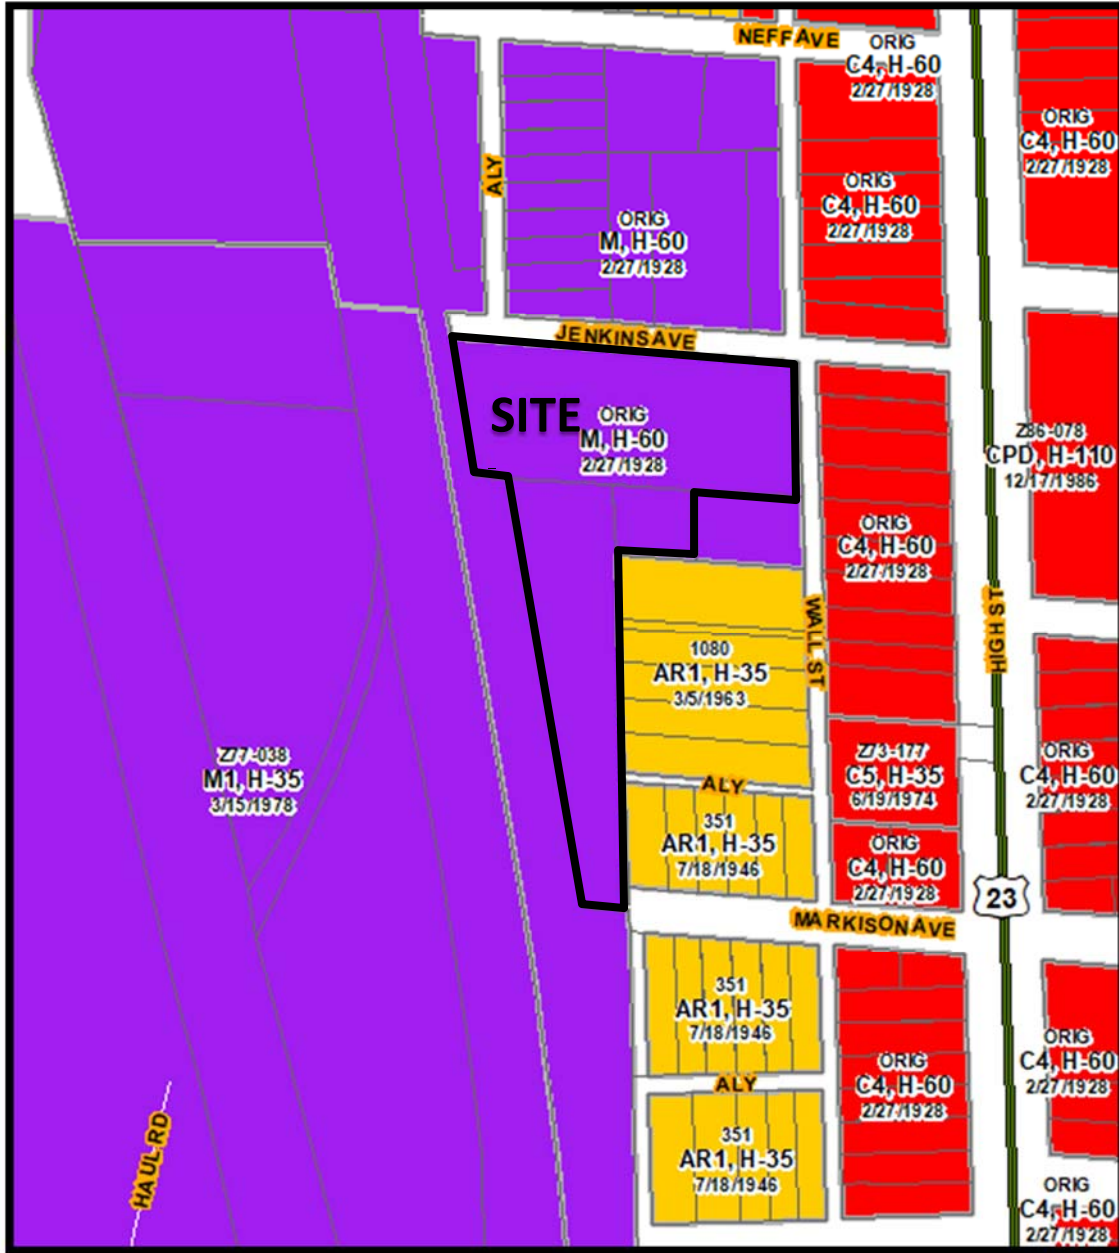 NEFF AVE
ORIG
C4, H-60
2/27/1928
ORIG
C4, H-60
2/27/1928
ALY
ORIG
C4, H-60
2/27/1928
ORIG
M, H-60
2/27/1928
JENKINS AVE
SITE
ORIG
M, H-60
2/27/1928
Z86-078
CPD, H-110
12/17/1986
ORIG
C4, H-60
2/27/1928
WALL ST
HIGH ST
1080
AR1, H-35
3/5/1963
Z77-038
M1, H-35
3/15/1978
Z73-177
C5, H-35
6/19/1974
ORIG
C4, H-60
2/27/1928
ALY
351
AR1, H-35
7/18/1946
ORIG
C4, H-60
2/27/1928
23
MARKISON AVE
351
AR1, H-35
7/18/1946
ORIG
C4, H-60
2/27/1928
ORIG
C4, H-60
2/27/1928
ALY
HAUL RD
351
AR1, H-35
7/18/1946
ORIG
C4, H-60
2/27/1928